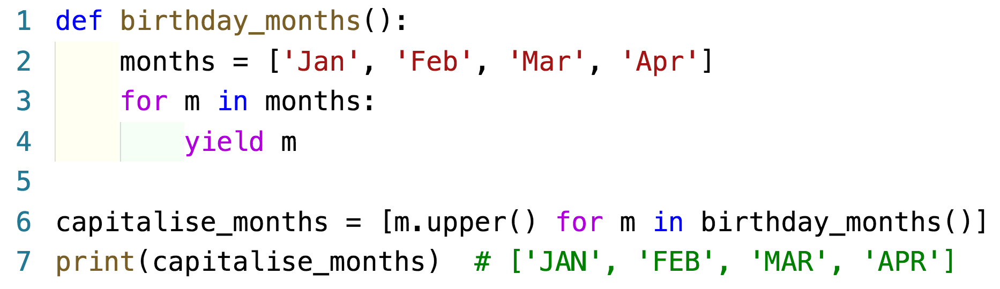 1 def birthday_months():
2     months = ['Jan', 'Feb', 'Mar', 'Apr']
3     for m in months:
4         yield m
5
6 capitalise_months = [m.upper() for m in birthday_months()]
7 print(capitalise_months)  # ['JAN', 'FEB', 'MAR', 'APR']